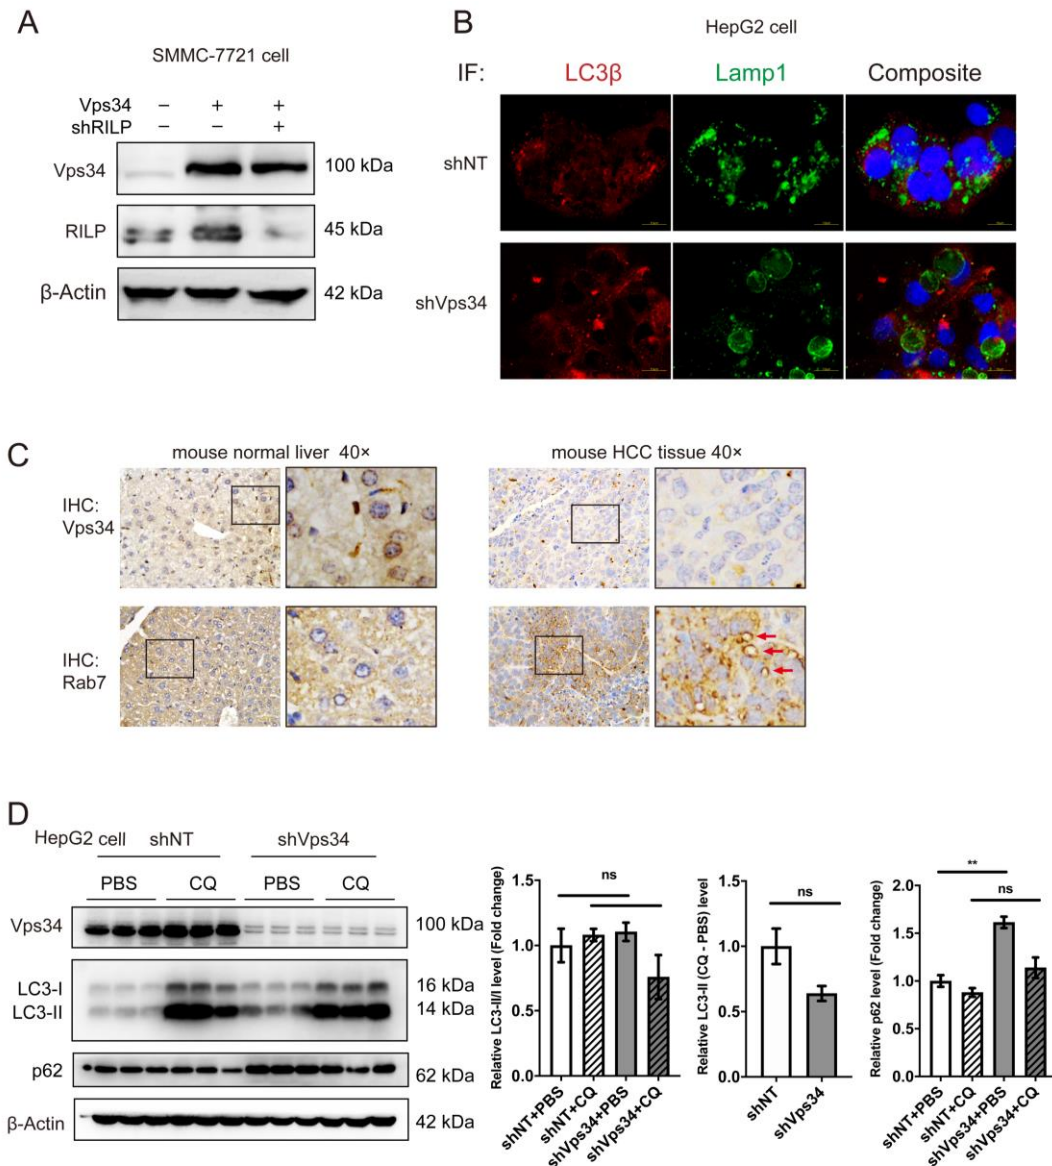 A
SMMC-7721 cell
Vps34 – + +
shRILP – – +
Vps34 100 kDa
RILP 45 kDa
β-Actin 42 kDa
B
HepG2 cell
IF: LC3β Lamp1 Composite
shNT
shVps34
C
mouse normal liver 40×
mouse HCC tissue 40×
IHC:
Vps34
IHC:
Rab7
D
HepG2 cell shNT shVps34
PBS CQ PBS CQ
Vps34 100 kDa
LC3-I 16 kDa
LC3-II 14 kDa
p62 62 kDa
β-Actin 42 kDa
Relative LC3-II/I level (Fold change)
1.5
1.0
0.5
0.0
ns
ns
shNT+PBS
shNT+CQ
shVps34+PBS
shVps34+CQ
Relative LC3-II (CQ - PBS) level
1.5
1.0
0.5
0.0
ns
shNT
shVps34
Relative p62 level (Fold change)
2.0
1.5
1.0
0.5
0.0
**
ns
shNT+PBS
shNT+CQ
shVps34+PBS
shVps34+CQ